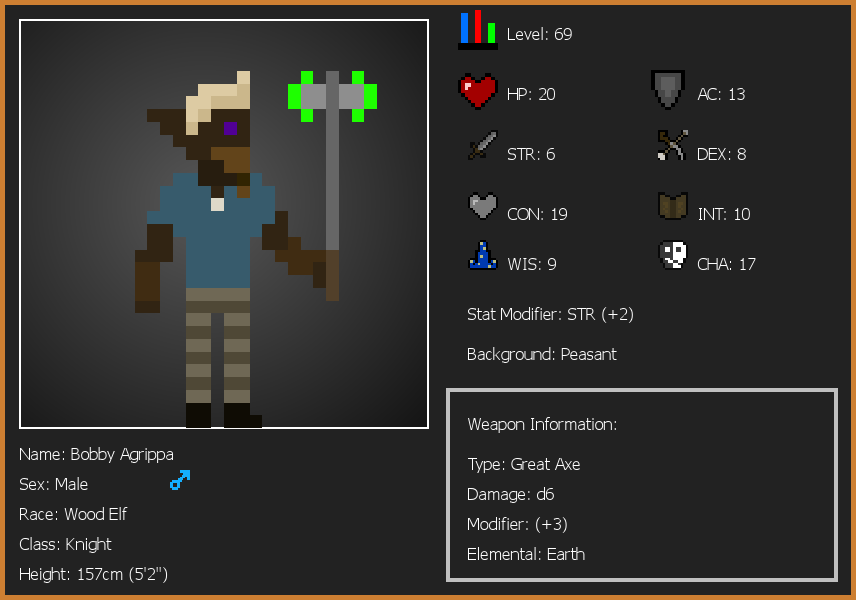 Level: 69
HP: 20
AC: 13
STR: 6
DEX: 8
CON: 19
INT: 10
WIS: 9
CHA: 17
Stat Modifier: STR (+2)
Background: Peasant
Weapon Information:
Type: Great Axe
Damage: d6
Modifier: (+3)
Elemental: Earth
Name: Bobby Agrippa
Sex: Male
Race: Wood Elf
Class: Knight
Height: 157cm (5'2")